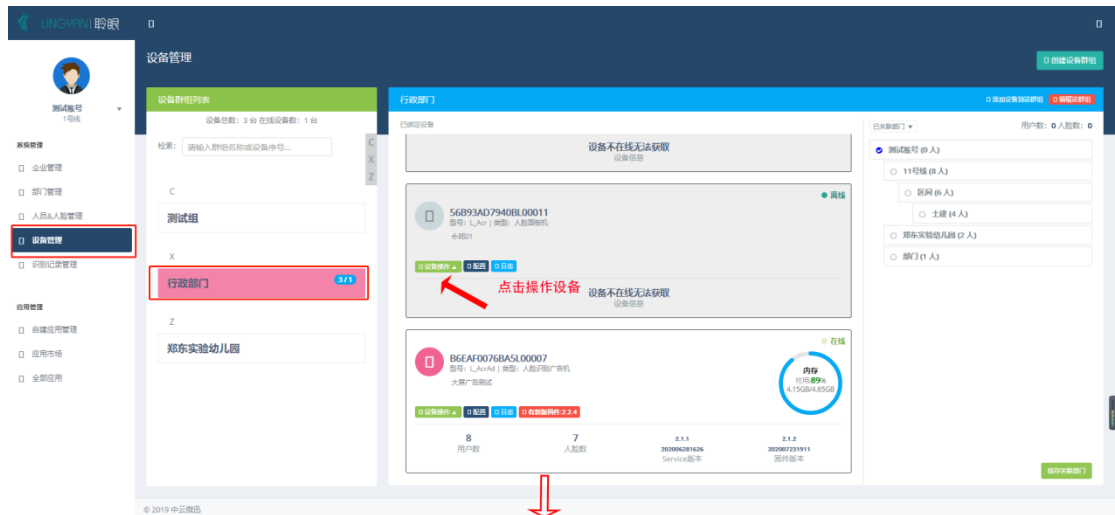 LINGYAN 聆眼
设备管理
创建设备群组
测试账号
1号线
系统管理
企业管理
部门管理
人员&人脸管理
设备管理
识别记录管理
应用管理
自建应用管理
应用市场
全部应用
设备群组列表
设备总数：3 台 在线设备数：1 台
检索：
请输入群组名称或设备序号...
C
X
Z
C
测试组
X
行政部门
3/1
Z
郑东实验幼儿园
行政部门
添加设备到该群组
编辑该群组
已绑定设备
设备不在线无法获取
设备信息
离线
56B93AD7940BL00011
型号：L_Acr | 类型：人脸面板机
设备操作
配置
日志
点击操作设备
设备不在线无法获取
设备信息
在线
B6EAF0076BA5L00007
型号：L_AcrAd | 类型：人脸识别广告机
大屏广告测试
内存
可用:89%
4.15GB/4.65GB
设备操作
配置
日志
有新版固件:2.2.4
8
用户数
7
人脸数
2.1.1
202006281626
Service版本
2.1.2
202007231911
固件版本
已关联部门
用户数：0 人脸数：0
测试账号 (0 人)
11号线 (8 人)
区间 (6 人)
土建 (4 人)
郑东实验幼儿园 (2 人)
部门 (1 人)
保存关联部门
© 2019 中云微迅